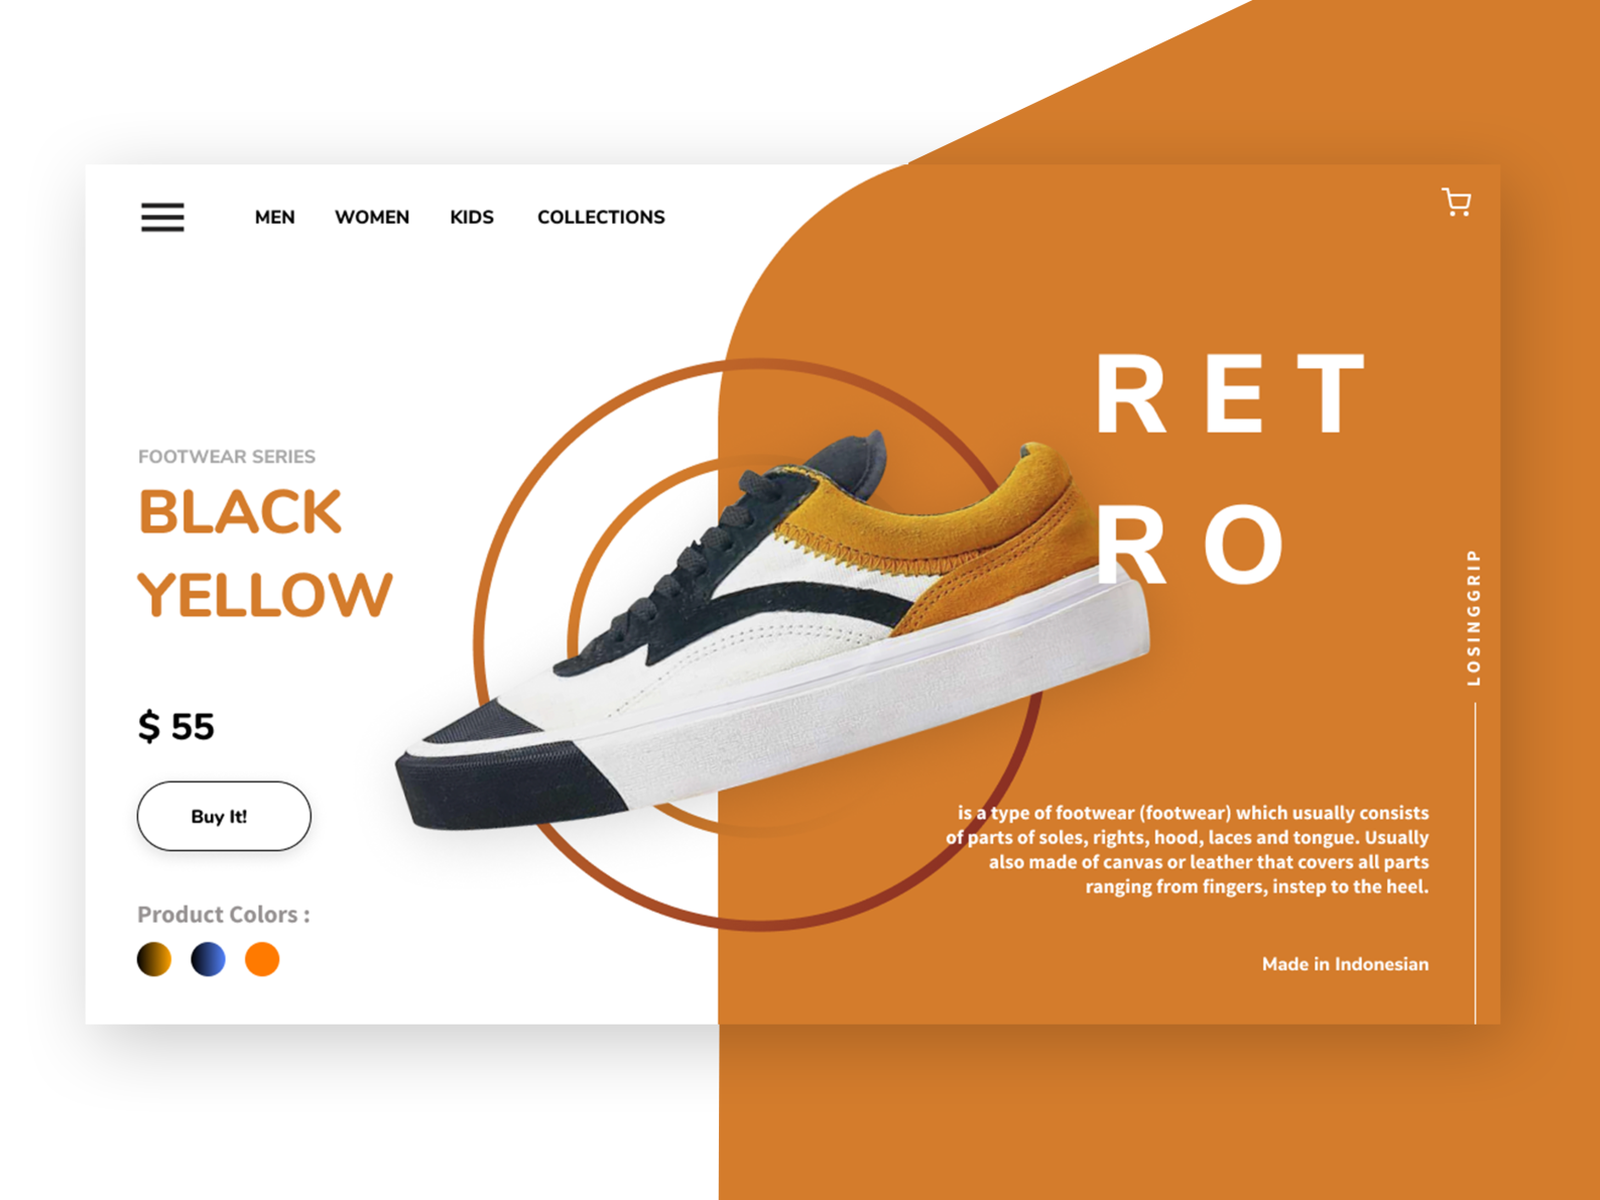 MEN WOMEN KIDS COLLECTIONS
RET
RO
FOOTWEAR SERIES
BLACK
YELLOW
LOSINGGRIP
$ 55
Buy It!
is a type of footwear (footwear) which usually consists
of parts of soles, rights, hood, laces and tongue. Usually
also made of canvas or leather that covers all parts
ranging from fingers, instep to the heel.
Product Colors :
Made in Indonesian